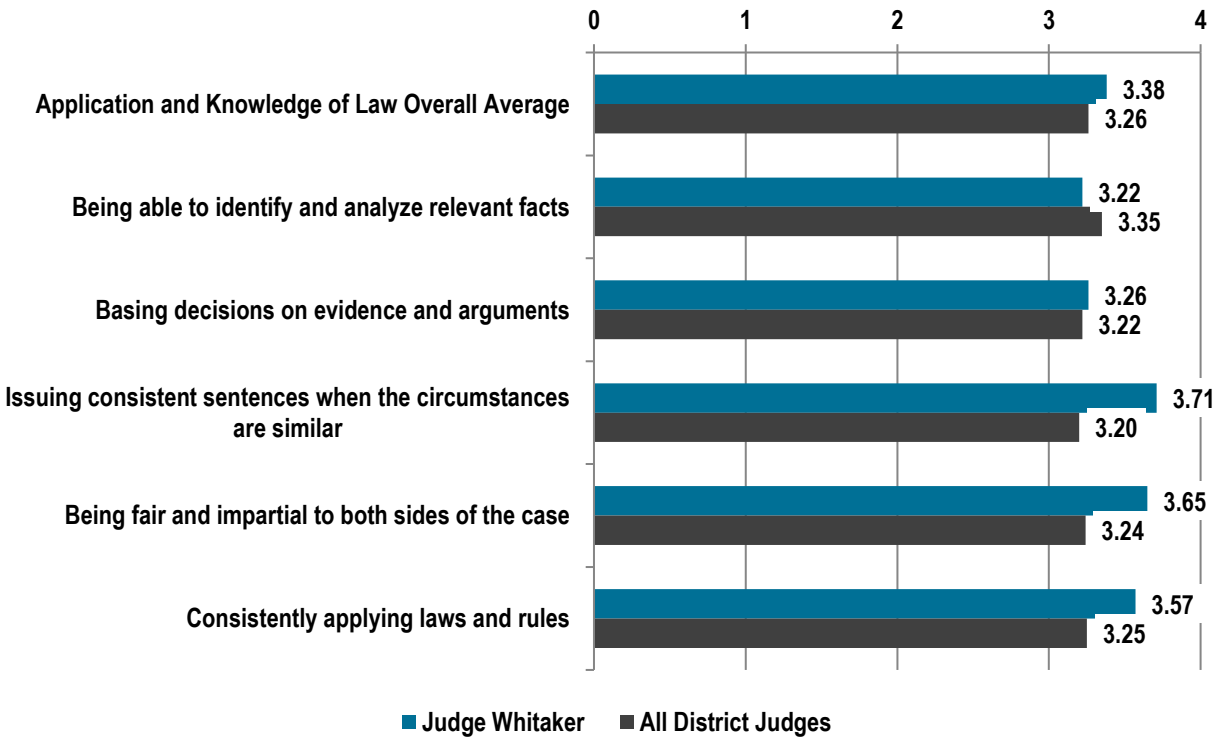 0 1 2 3 4
Application and Knowledge of Law Overall Average
3.38
3.26
Being able to identify and analyze relevant facts
3.22
3.35
Basing decisions on evidence and arguments
3.26
3.22
Issuing consistent sentences when the circumstances
are similar
3.71
3.20
Being fair and impartial to both sides of the case
3.65
3.24
Consistently applying laws and rules
3.57
3.25
Judge Whitaker All District Judges